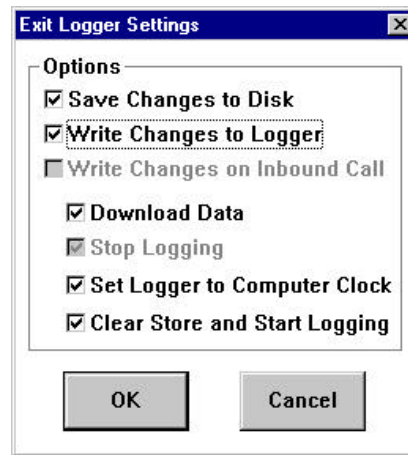 Exit Logger Settings
Options
Save Changes to Disk
Write Changes to Logger
Write Changes on Inbound Call
Download Data
Stop Logging
Set Logger to Computer Clock
Clear Store and Start Logging
OK
Cancel